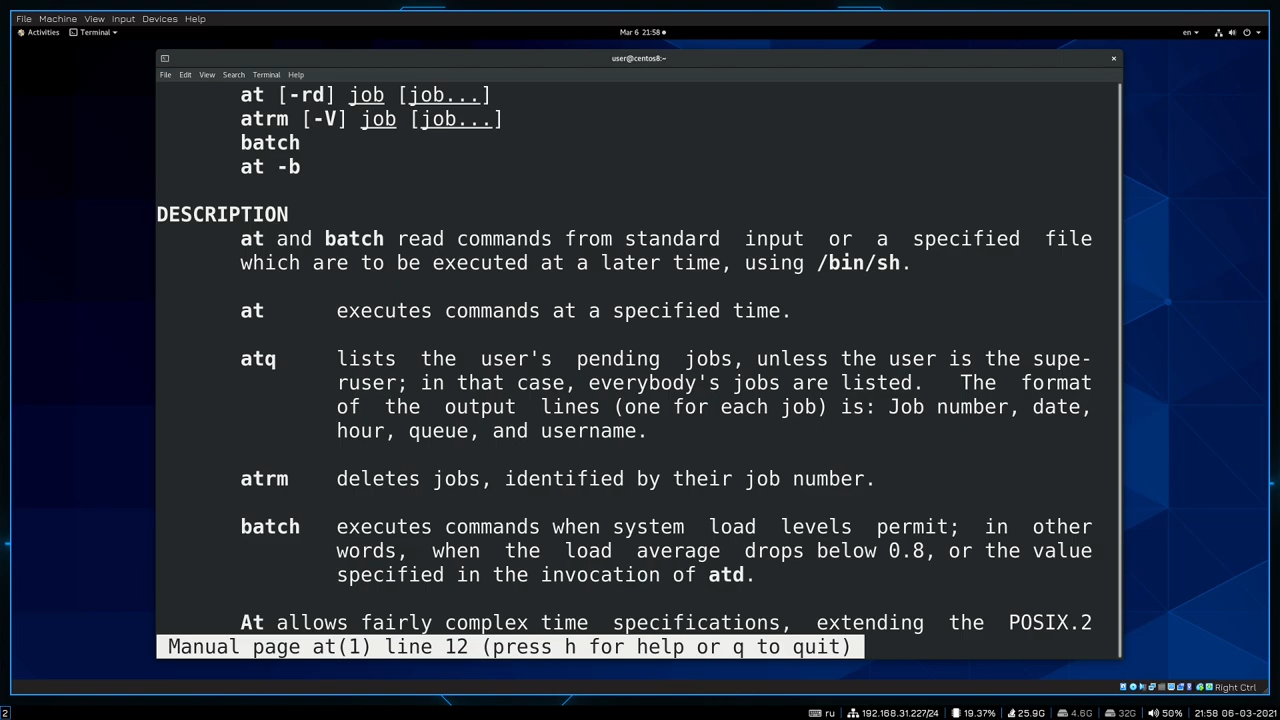 File Machine View Input Devices Help
Activities Terminal Mar 6 21:58 en
user@centos8:~
File Edit View Search Terminal Help
at [-rd] job [job...]
atrm [-V] job [job...]
batch
at -b
DESCRIPTION
at and batch read commands from standard input or a specified file
which are to be executed at a later time, using /bin/sh.
at executes commands at a specified time.
atq lists the user's pending jobs, unless the user is the supe-
ruser; in that case, everybody's jobs are listed. The format
of the output lines (one for each job) is: Job number, date,
hour, queue, and username.
atrm deletes jobs, identified by their job number.
batch executes commands when system load levels permit; in other
words, when the load average drops below 0.8, or the value
specified in the invocation of atd.
At allows fairly complex time specifications, extending the POSIX.2
Manual page at(1) line 12 (press h for help or q to quit)
Right Ctrl
2 ru 192.168.31.227/24 19.37% 25.9G 4.6G 32G 50% 21:58 06-03-2021